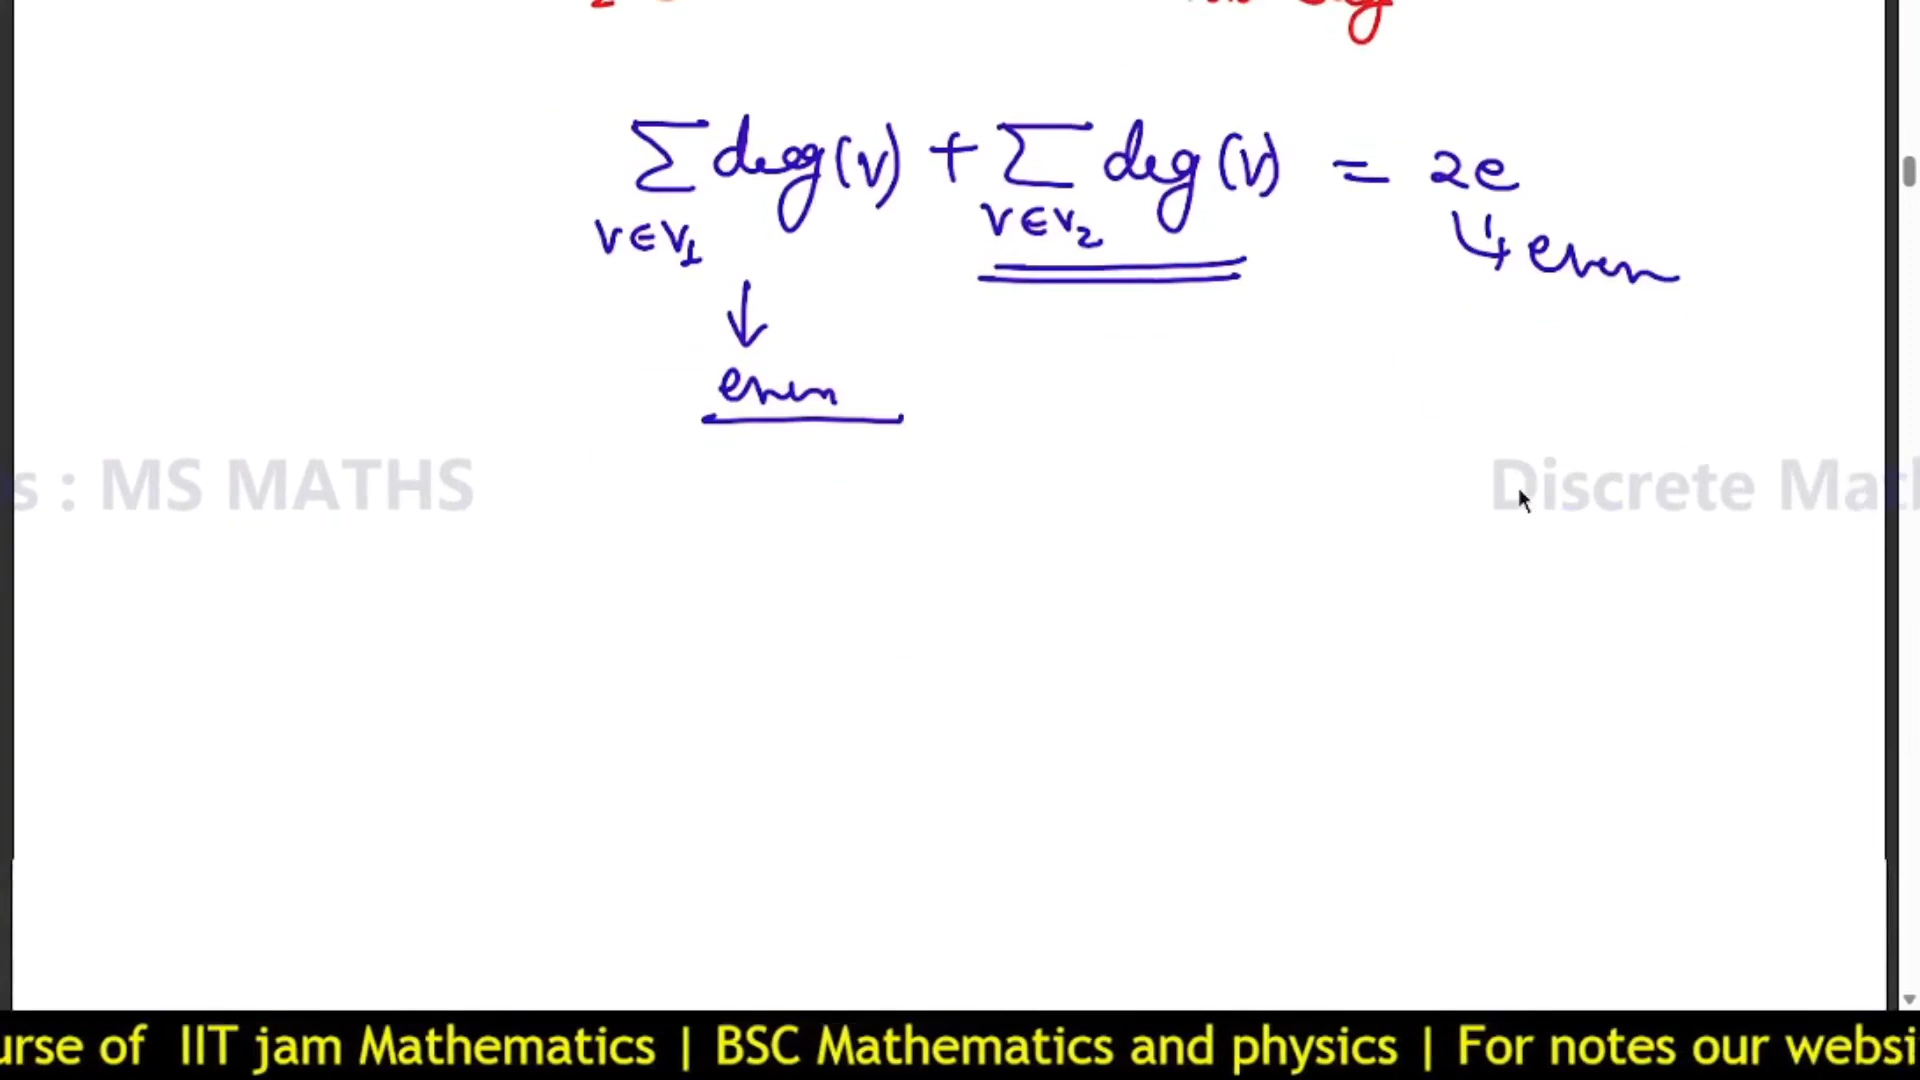 ∑ deg(v) + ∑ deg(v) = 2e
v∈V₁ v∈V₂ ↳ even
↓
even
s : MS MATHS Discrete Mat
urse of IIT jam Mathematics | BSC Mathematics and physics | For notes our websi